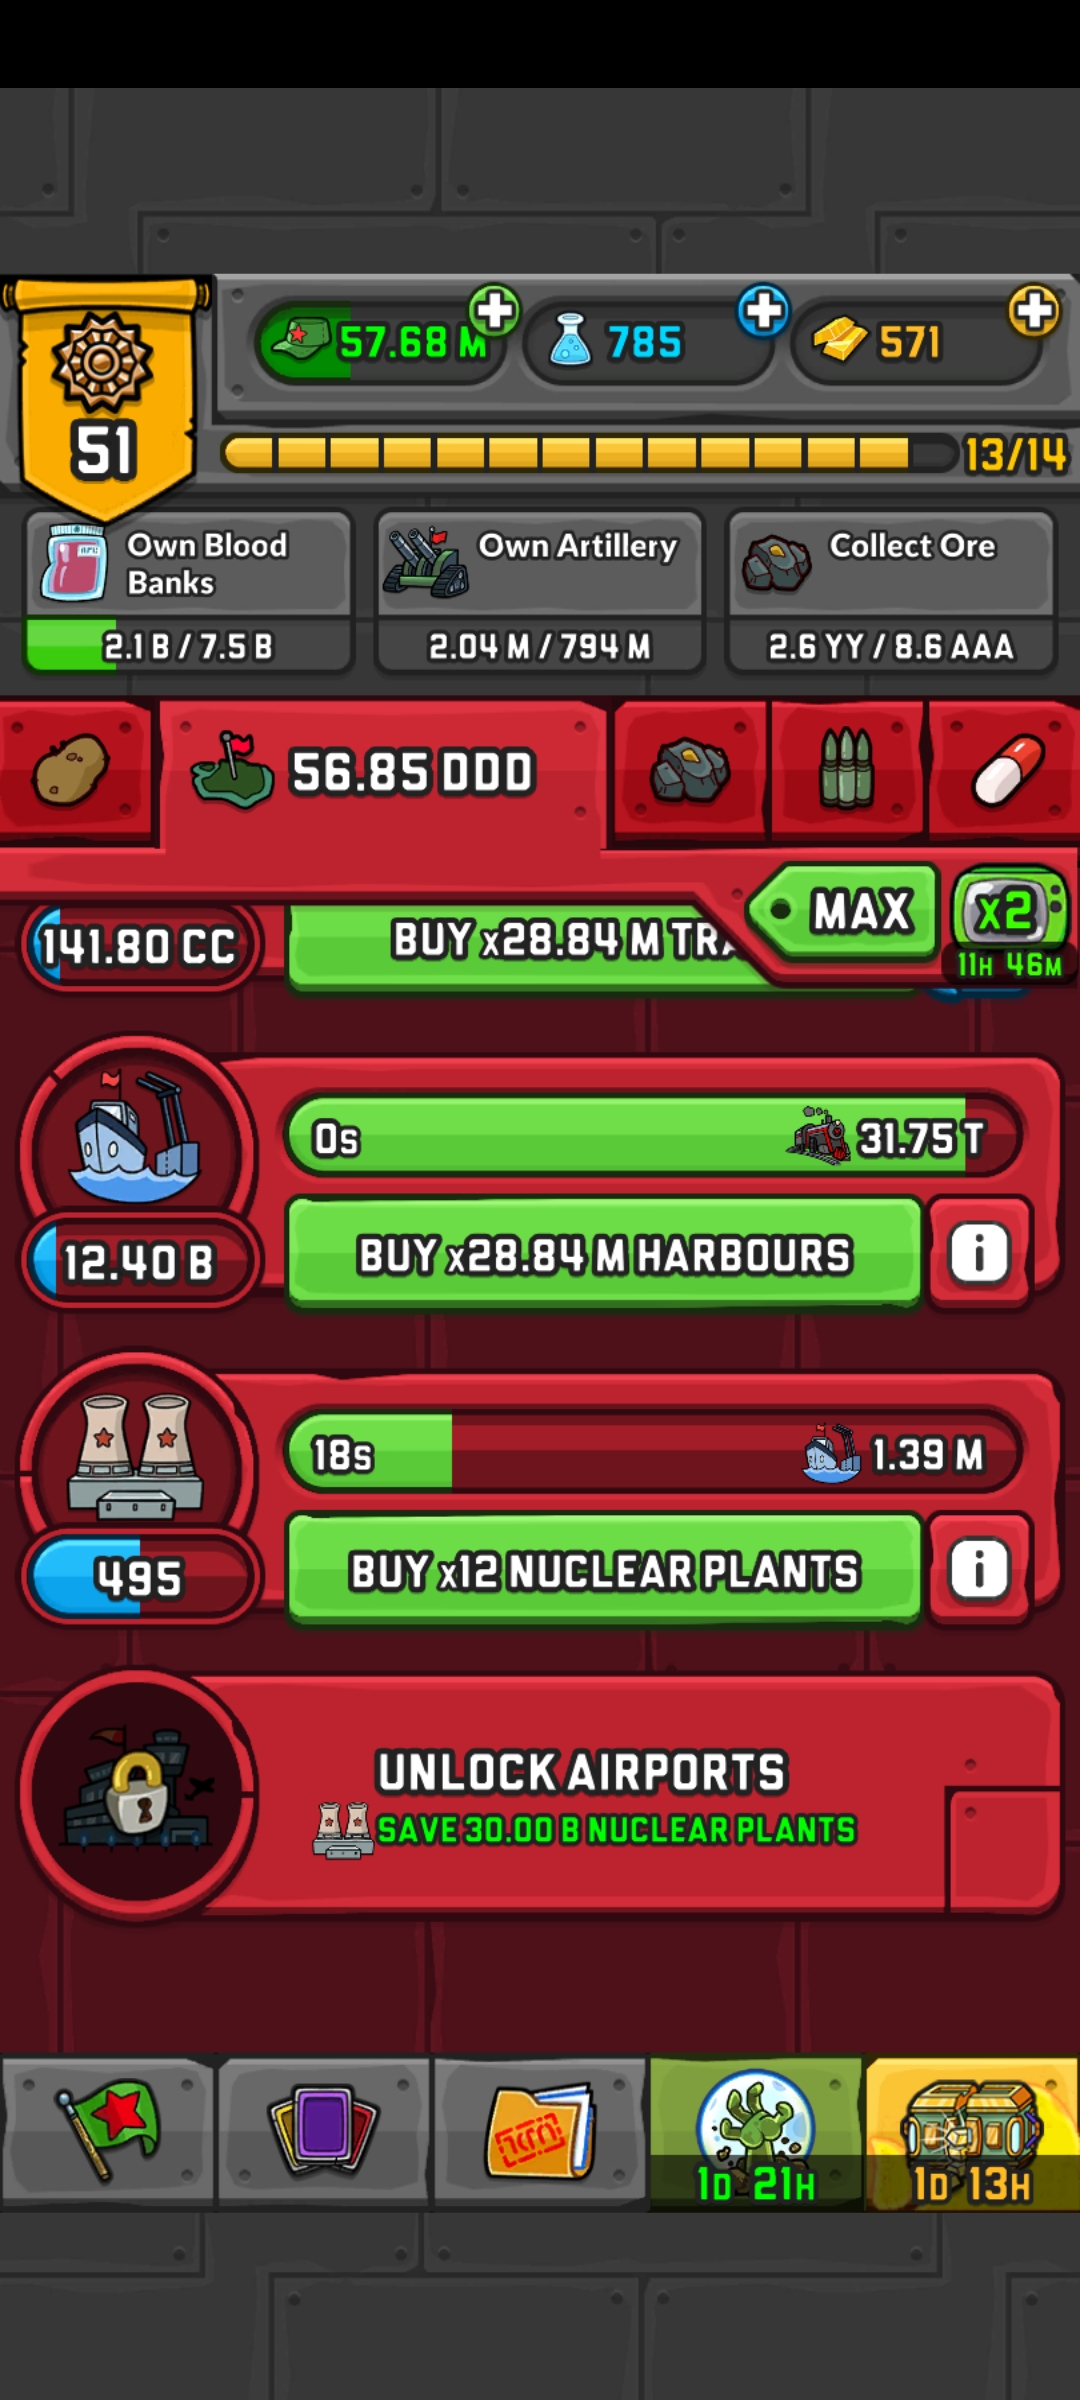 57.68 M
785
571
51
13/14
Own Blood
Banks
Own Artillery
Collect Ore
2.1 B / 7.5 B
2.04 M / 794 M
2.6 YY / 8.6 AAA
56.85 DDD
MAX
x2
11H 46M
141.80 CC
BUY x28.84 M
0s
31.75 T
12.40 B
BUY x28.84 M HARBOURS
i
18s
1.39 M
495
BUY x12 NUCLEAR PLANTS
i
UNLOCK AIRPORTS
SAVE 30.00 B NUCLEAR PLANTS
1D 21H
1D 13H